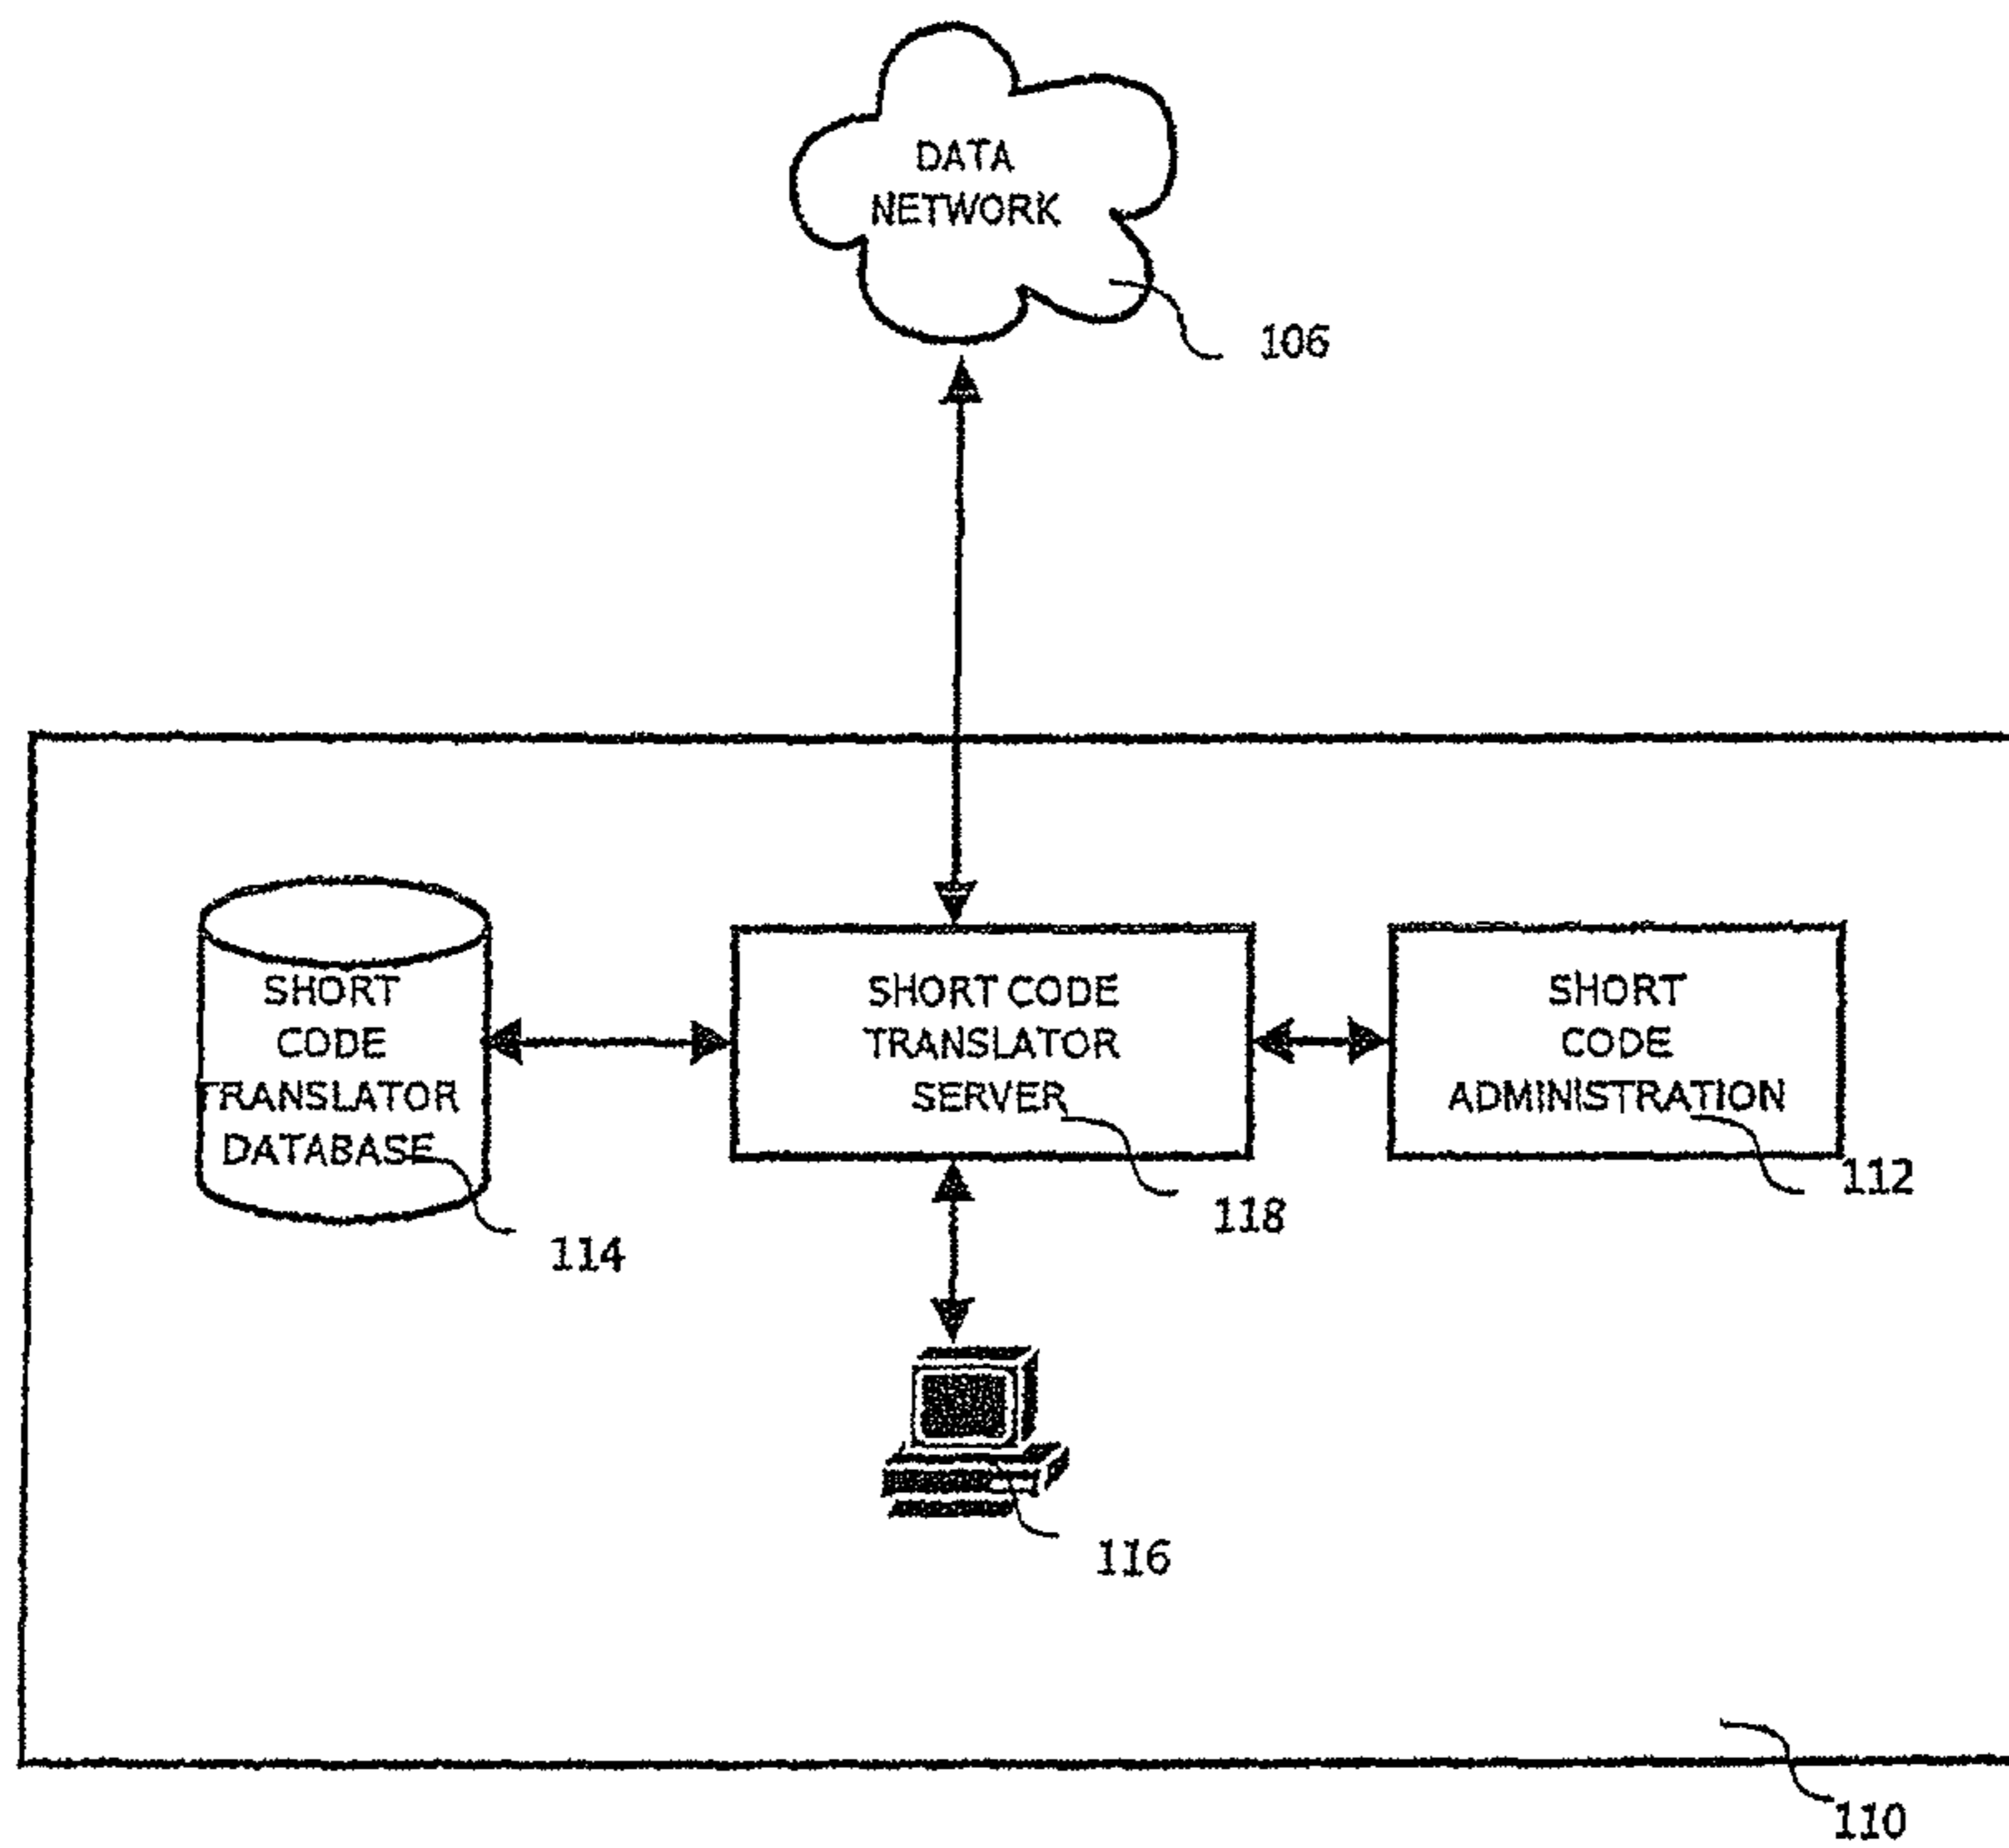 DATA
NETWORK
106
SHORT
CODE
TRANSLATOR
DATABASE
114
SHORT CODE
TRANSLATOR
SERVER
118
SHORT
CODE
ADMINISTRATION
112
116
110